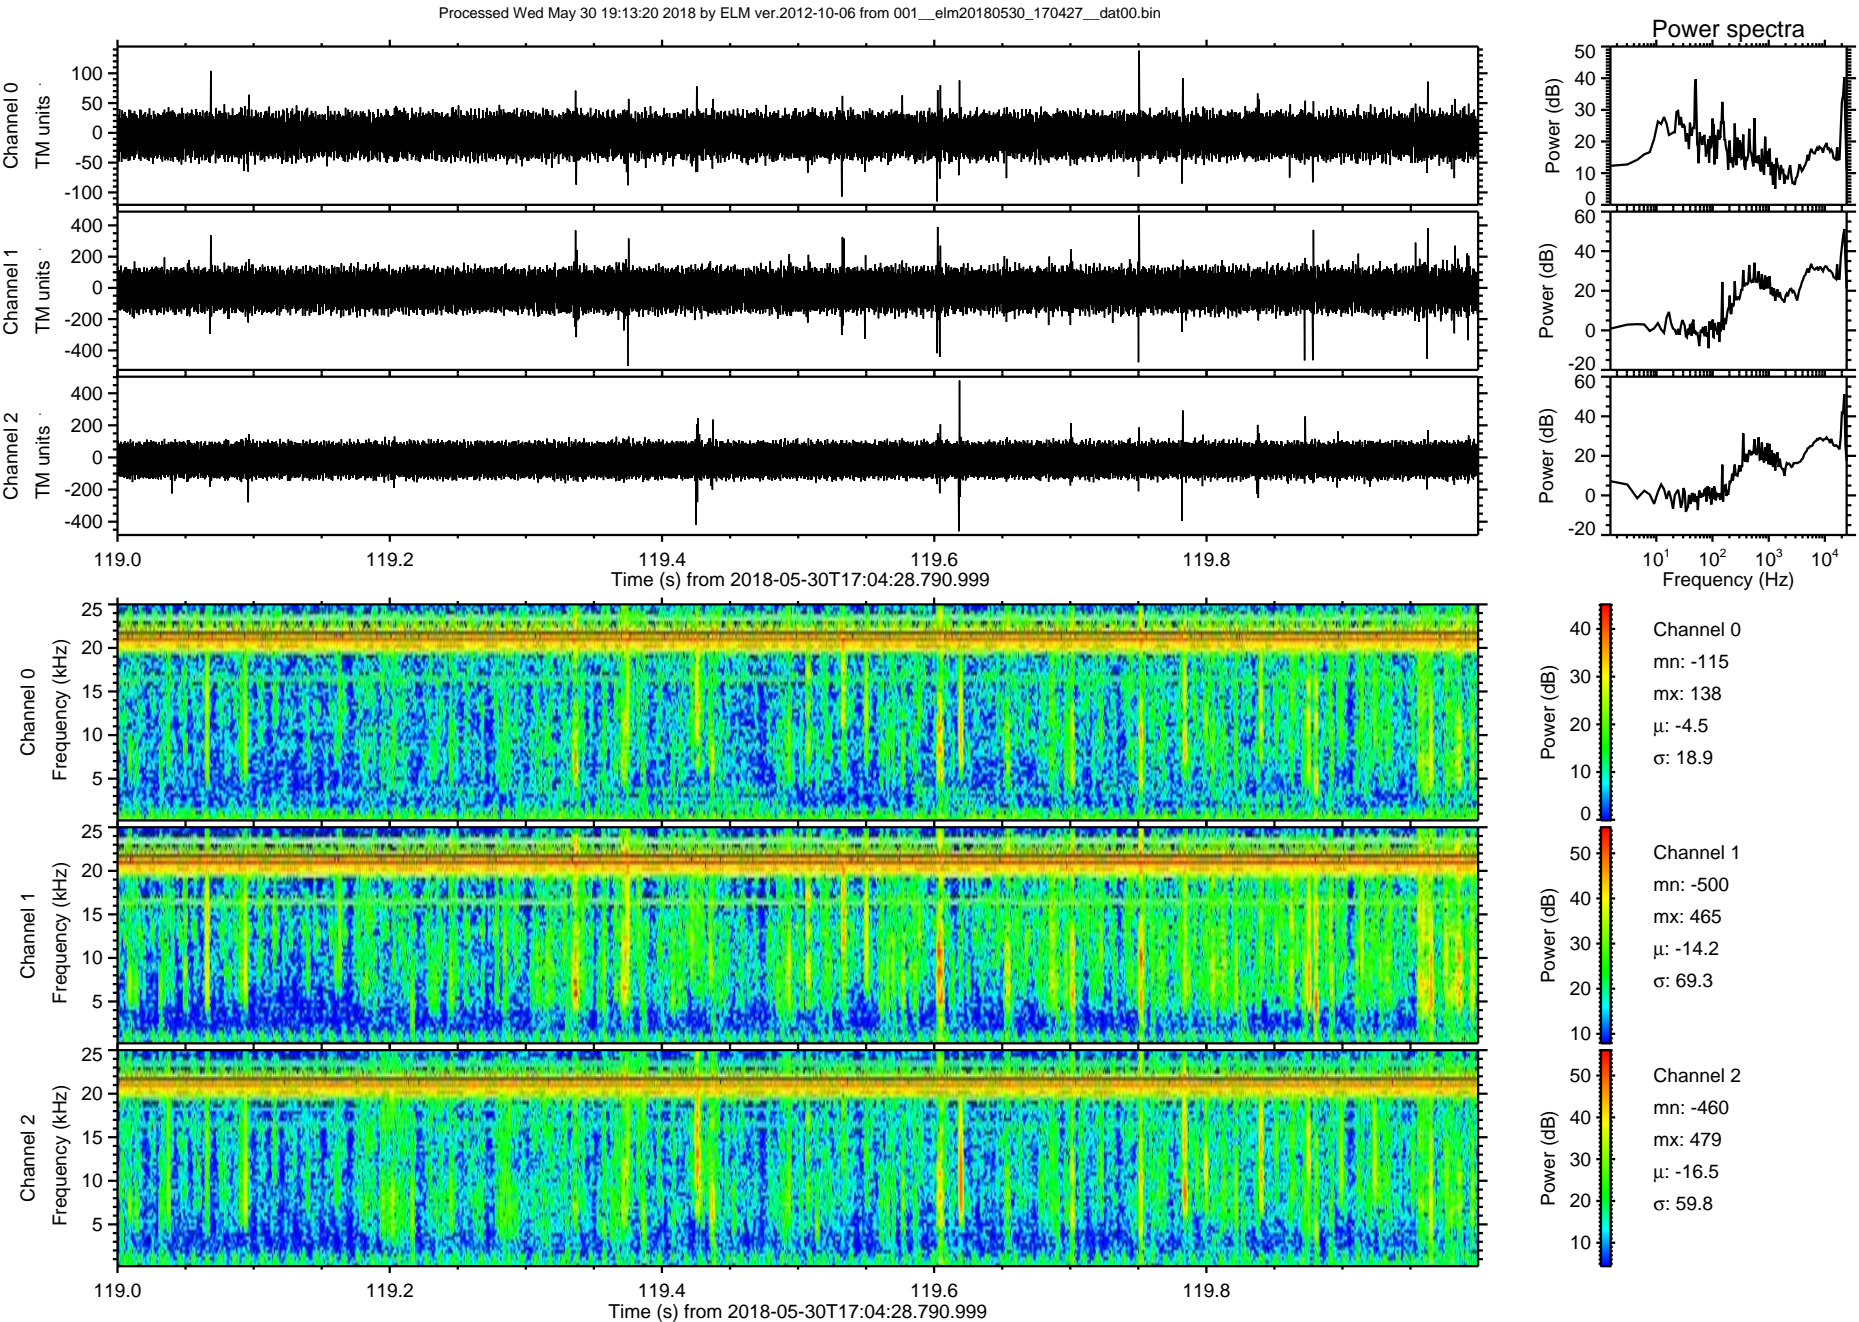 Processed Wed May 30 19:13:20 2018 by ELM ver.2012-10-06 from 001__elm20180530_170427__dat00.bin
Power spectra
Channel 0
TM units
100
50
0
-50
-100
Power (dB)
50
40
30
20
10
0
Channel 1
TM units
400
200
0
-200
-400
Power (dB)
60
40
20
0
-20
Channel 2
TM units
400
200
0
-200
-400
Power (dB)
60
40
20
0
-20
119.0 119.2 119.4 119.6 119.8
Time (s) from 2018-05-30T17:04:28.790.999
10^1 10^2 10^3 10^4
Frequency (Hz)
Channel 0
Frequency (kHz)
25
20
15
10
5
Power (dB)
40
30
20
10
0
Channel 0
mn: -115
mx: 138
μ: -4.5
σ: 18.9
Channel 1
Frequency (kHz)
25
20
15
10
5
Power (dB)
50
40
30
20
10
Channel 1
mn: -500
mx: 465
μ: -14.2
σ: 69.3
Channel 2
Frequency (kHz)
25
20
15
10
5
Power (dB)
50
40
30
20
10
Channel 2
mn: -460
mx: 479
μ: -16.5
σ: 59.8
119.0 119.2 119.4 119.6 119.8
Time (s) from 2018-05-30T17:04:28.790.999